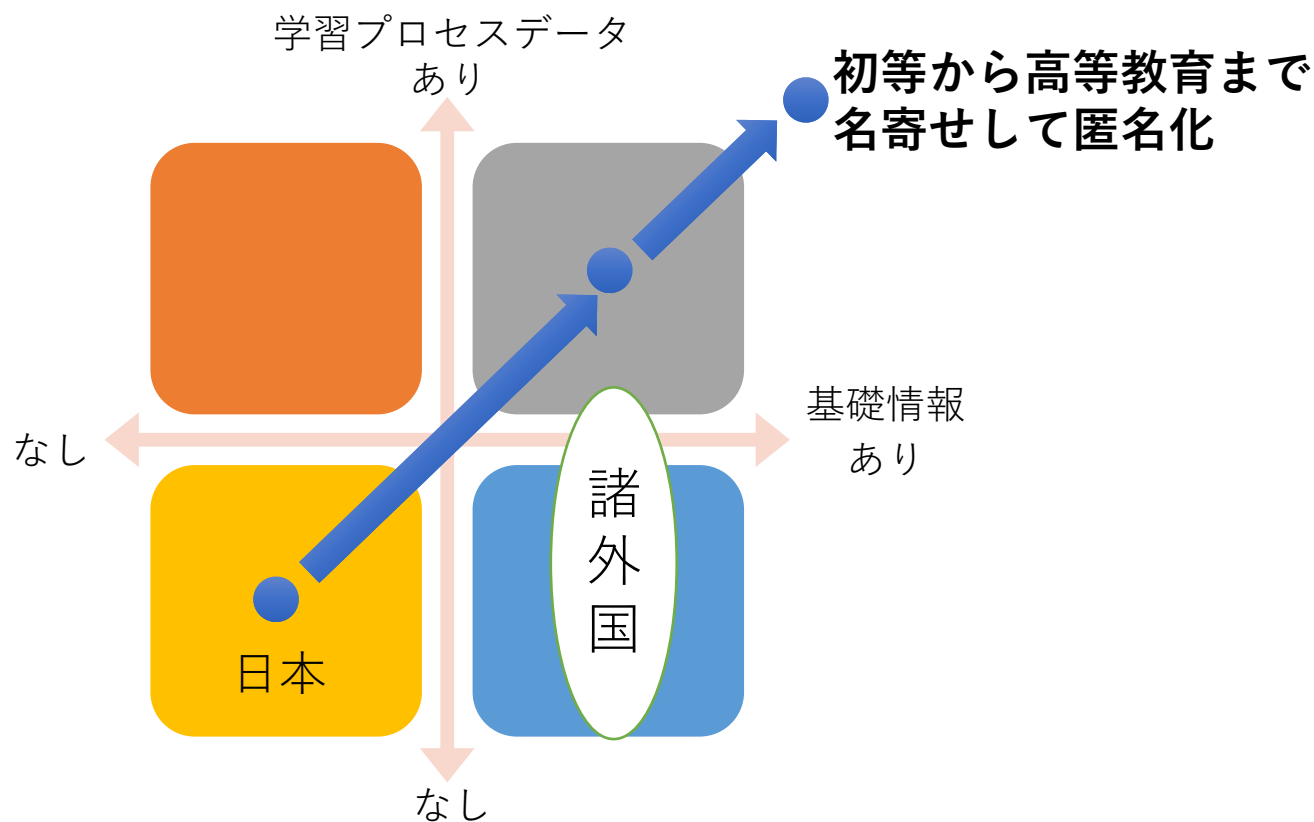 学習プロセスデータ
あり
初等から高等教育まで
名寄せして匿名化
基礎情報
あり
なし
諸外国
日本
なし